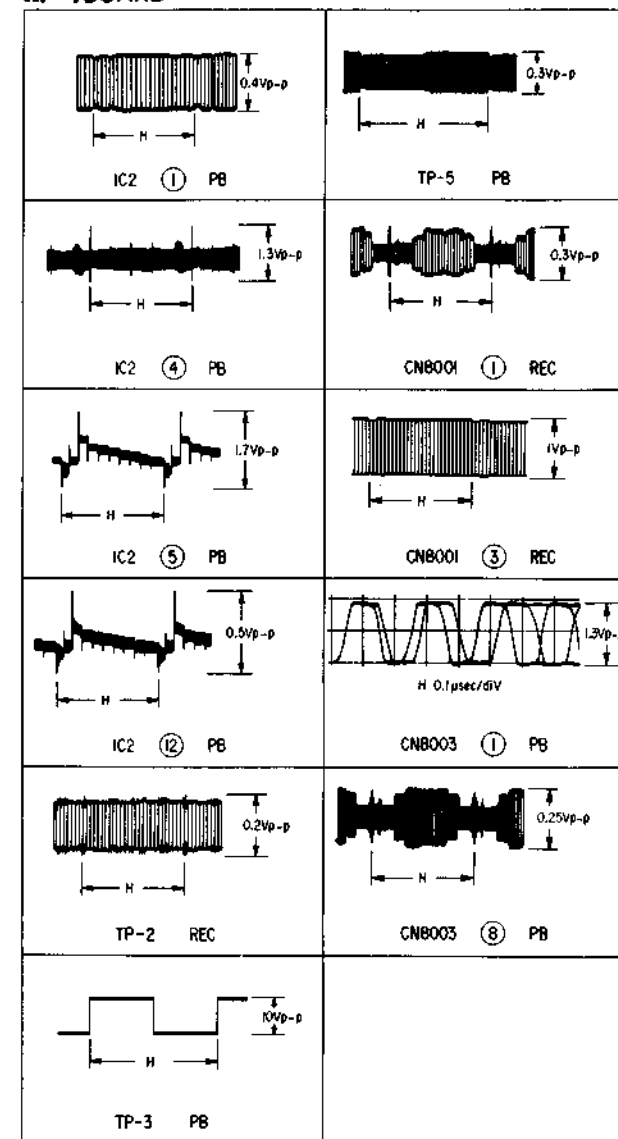 0.4Vp-p
H
IC2 ① PB
0.3Vp-p
H
TP-5 PB
1.3Vp-p
H
IC2 ④ PB
0.3Vp-p
H
CN8001 ① REC
1.7Vp-p
H
IC2 ⑤ PB
1Vp-p
H
CN8001 ③ REC
0.5Vp-p
H
IC2 ⑫ PB
1.3Vp-
H 0.1μsec/diV
CN8003 ① PB
0.2Vp-p
H
TP-2 REC
0.25Vp-p
H
CN8003 ⑧ PB
10Vp-p
H
TP-3 PB